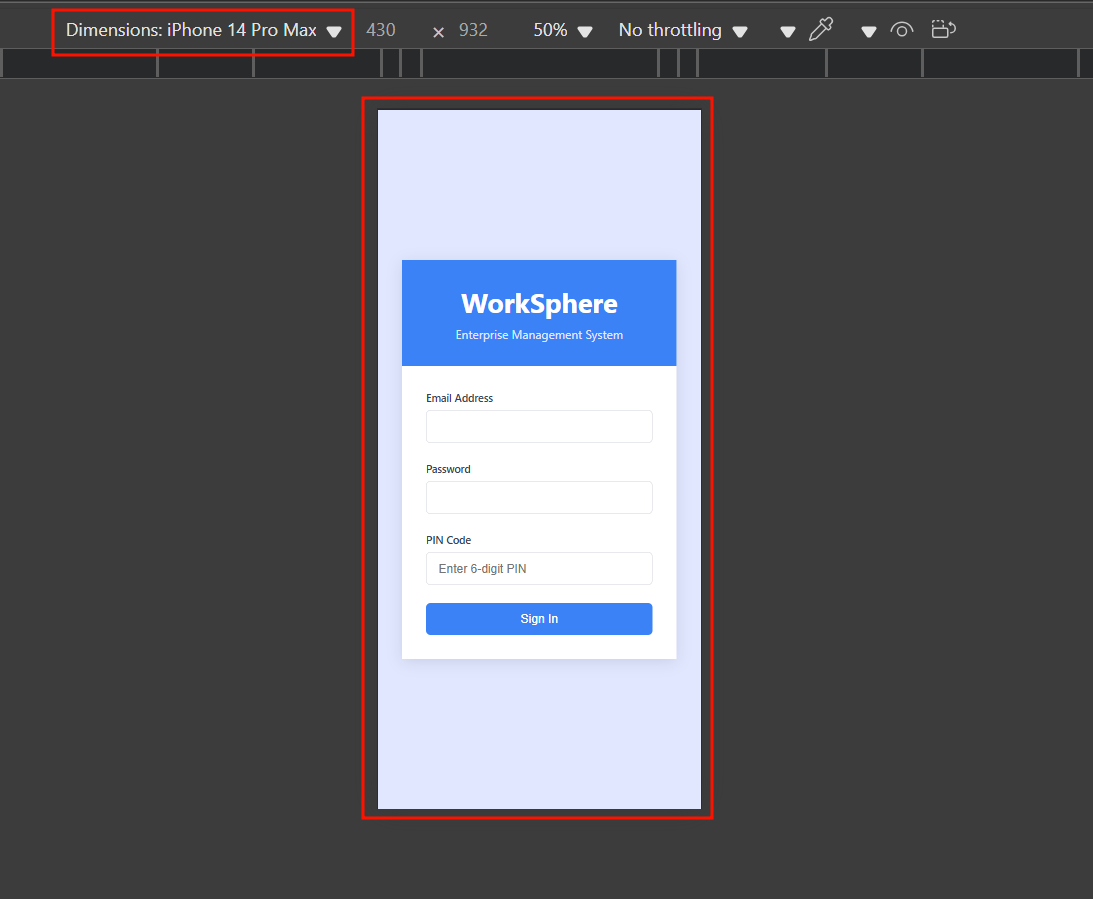 Dimensions: iPhone 14 Pro Max 430 × 932 50% No throttling
WorkSphere
Enterprise Management System
Email Address
Password
PIN Code
Enter 6-digit PIN
Sign In